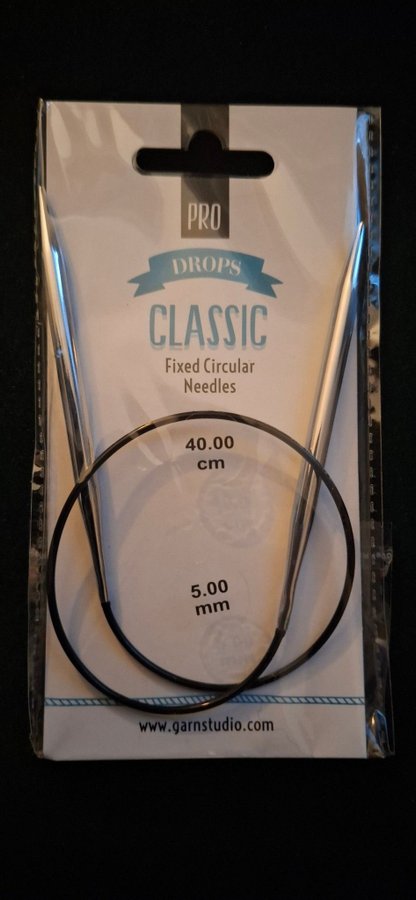 PRO
DROPS
CLASSIC
Fixed Circular
Needles
40.00
cm
5.00
mm
www.garnstudio.com